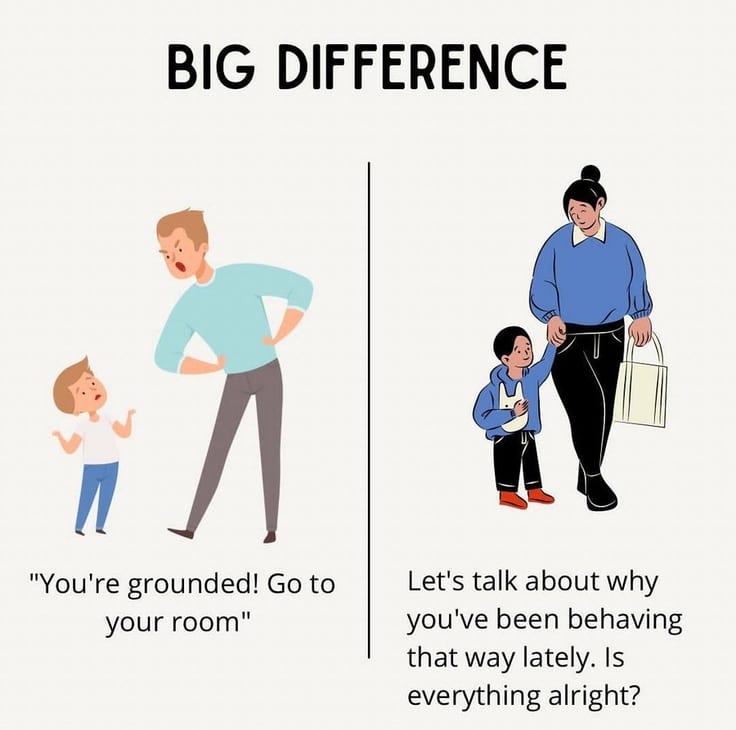 BIG DIFFERENCE
"You're grounded! Go to
your room"
Let's talk about why
you've been behaving
that way lately. Is
everything alright?